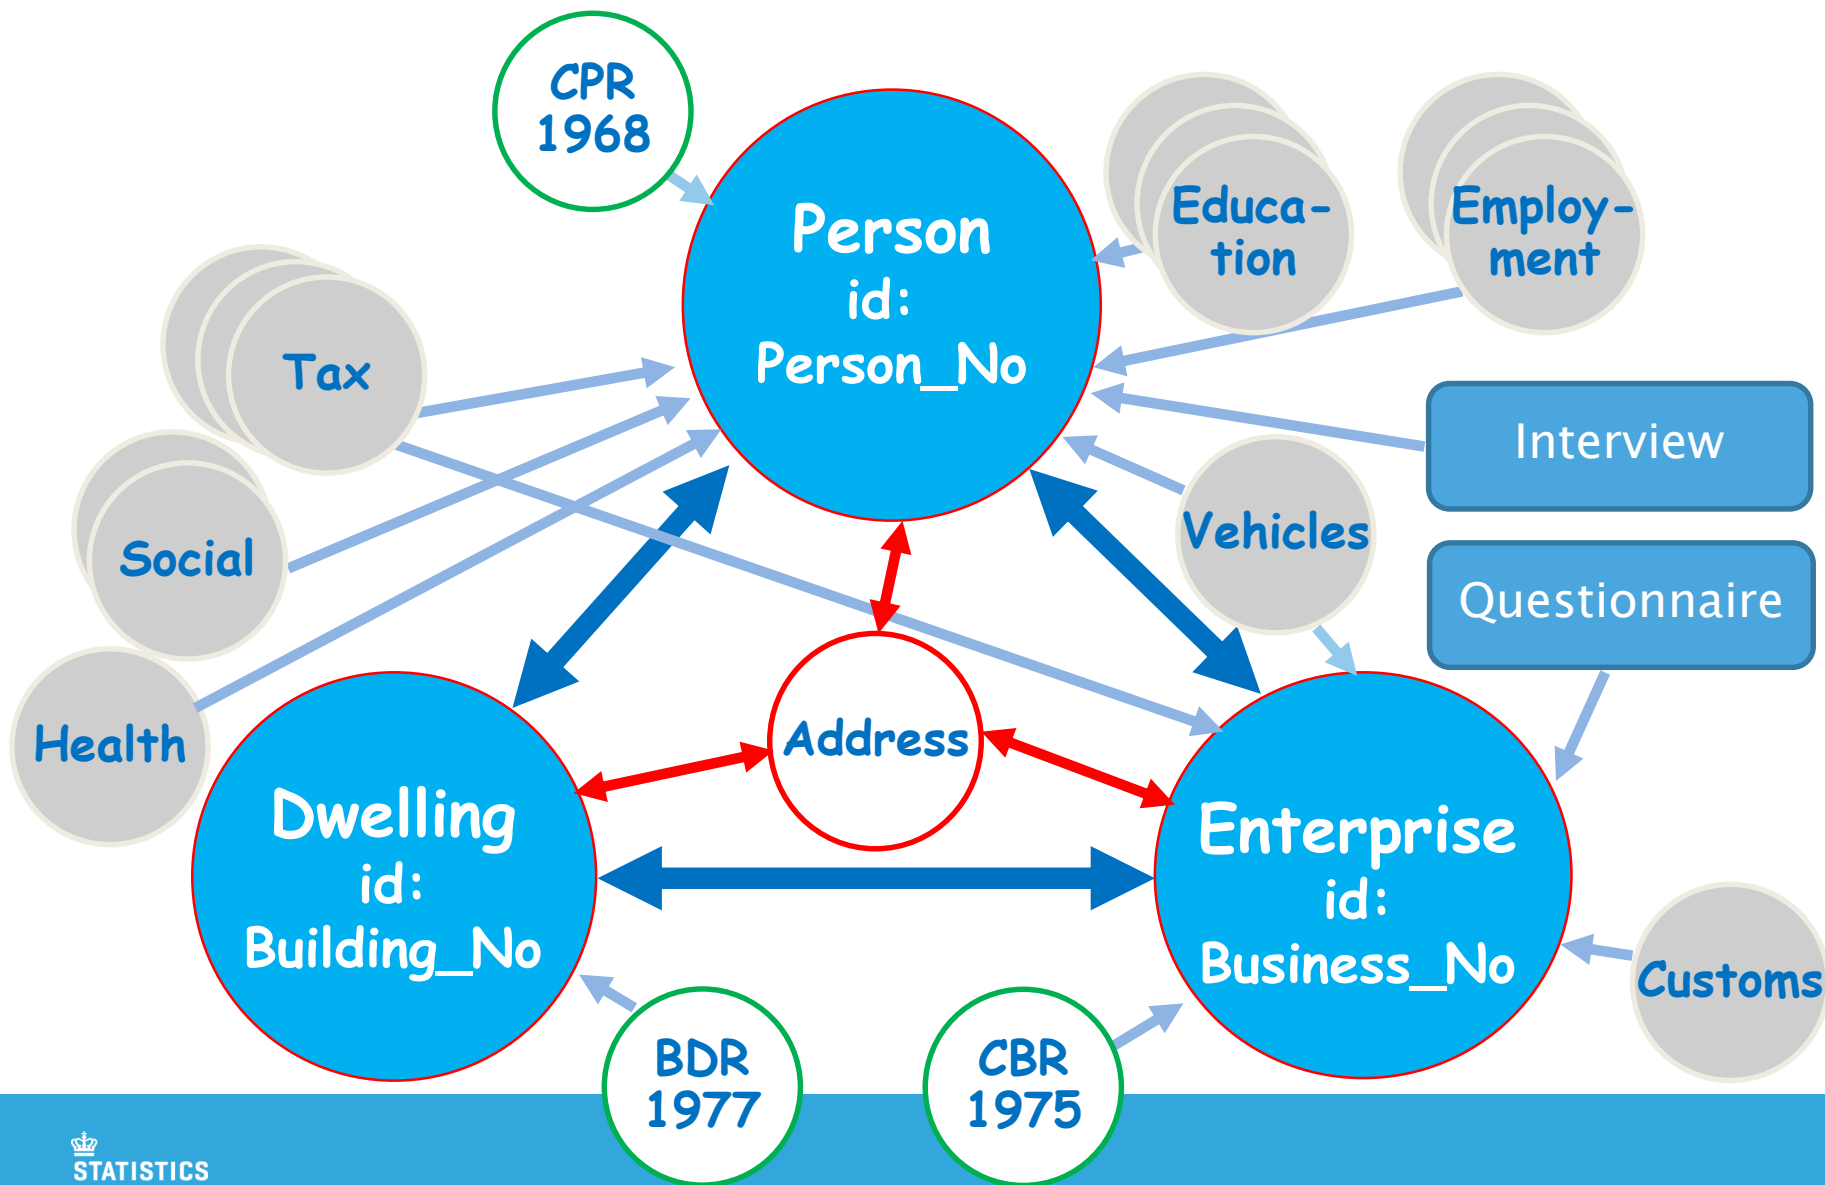 CPR
1968
Person
id:
Person_No
Educa-
tion
Employ-
ment
Tax
Interview
Vehicles
Social
Questionnaire
Health
Address
Dwelling
id:
Building_No
Enterprise
id:
Business_No
Customs
BDR
1977
CBR
1975
STATISTICS